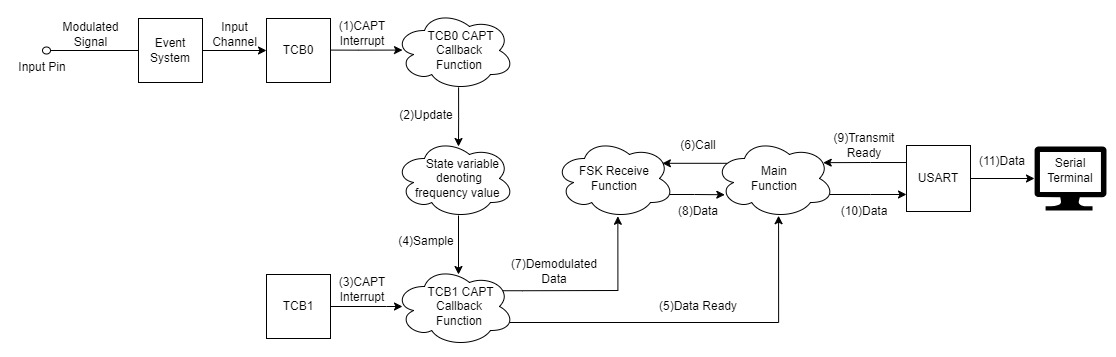 Modulated
Signal
Input Pin
Event
System
Input
Channel
TCB0
(1)CAPT
Interrupt
TCB0 CAPT
Callback
Function
(2)Update
State variable
denoting
frequency value
(4)Sample
TCB1
(3)CAPT
Interrupt
TCB1 CAPT
Callback
Function
(7)Demodulated
Data
(5)Data Ready
FSK Receive
Function
(6)Call
(8)Data
Main
Function
(9)Transmit
Ready
(10)Data
USART
(11)Data
Serial
Terminal